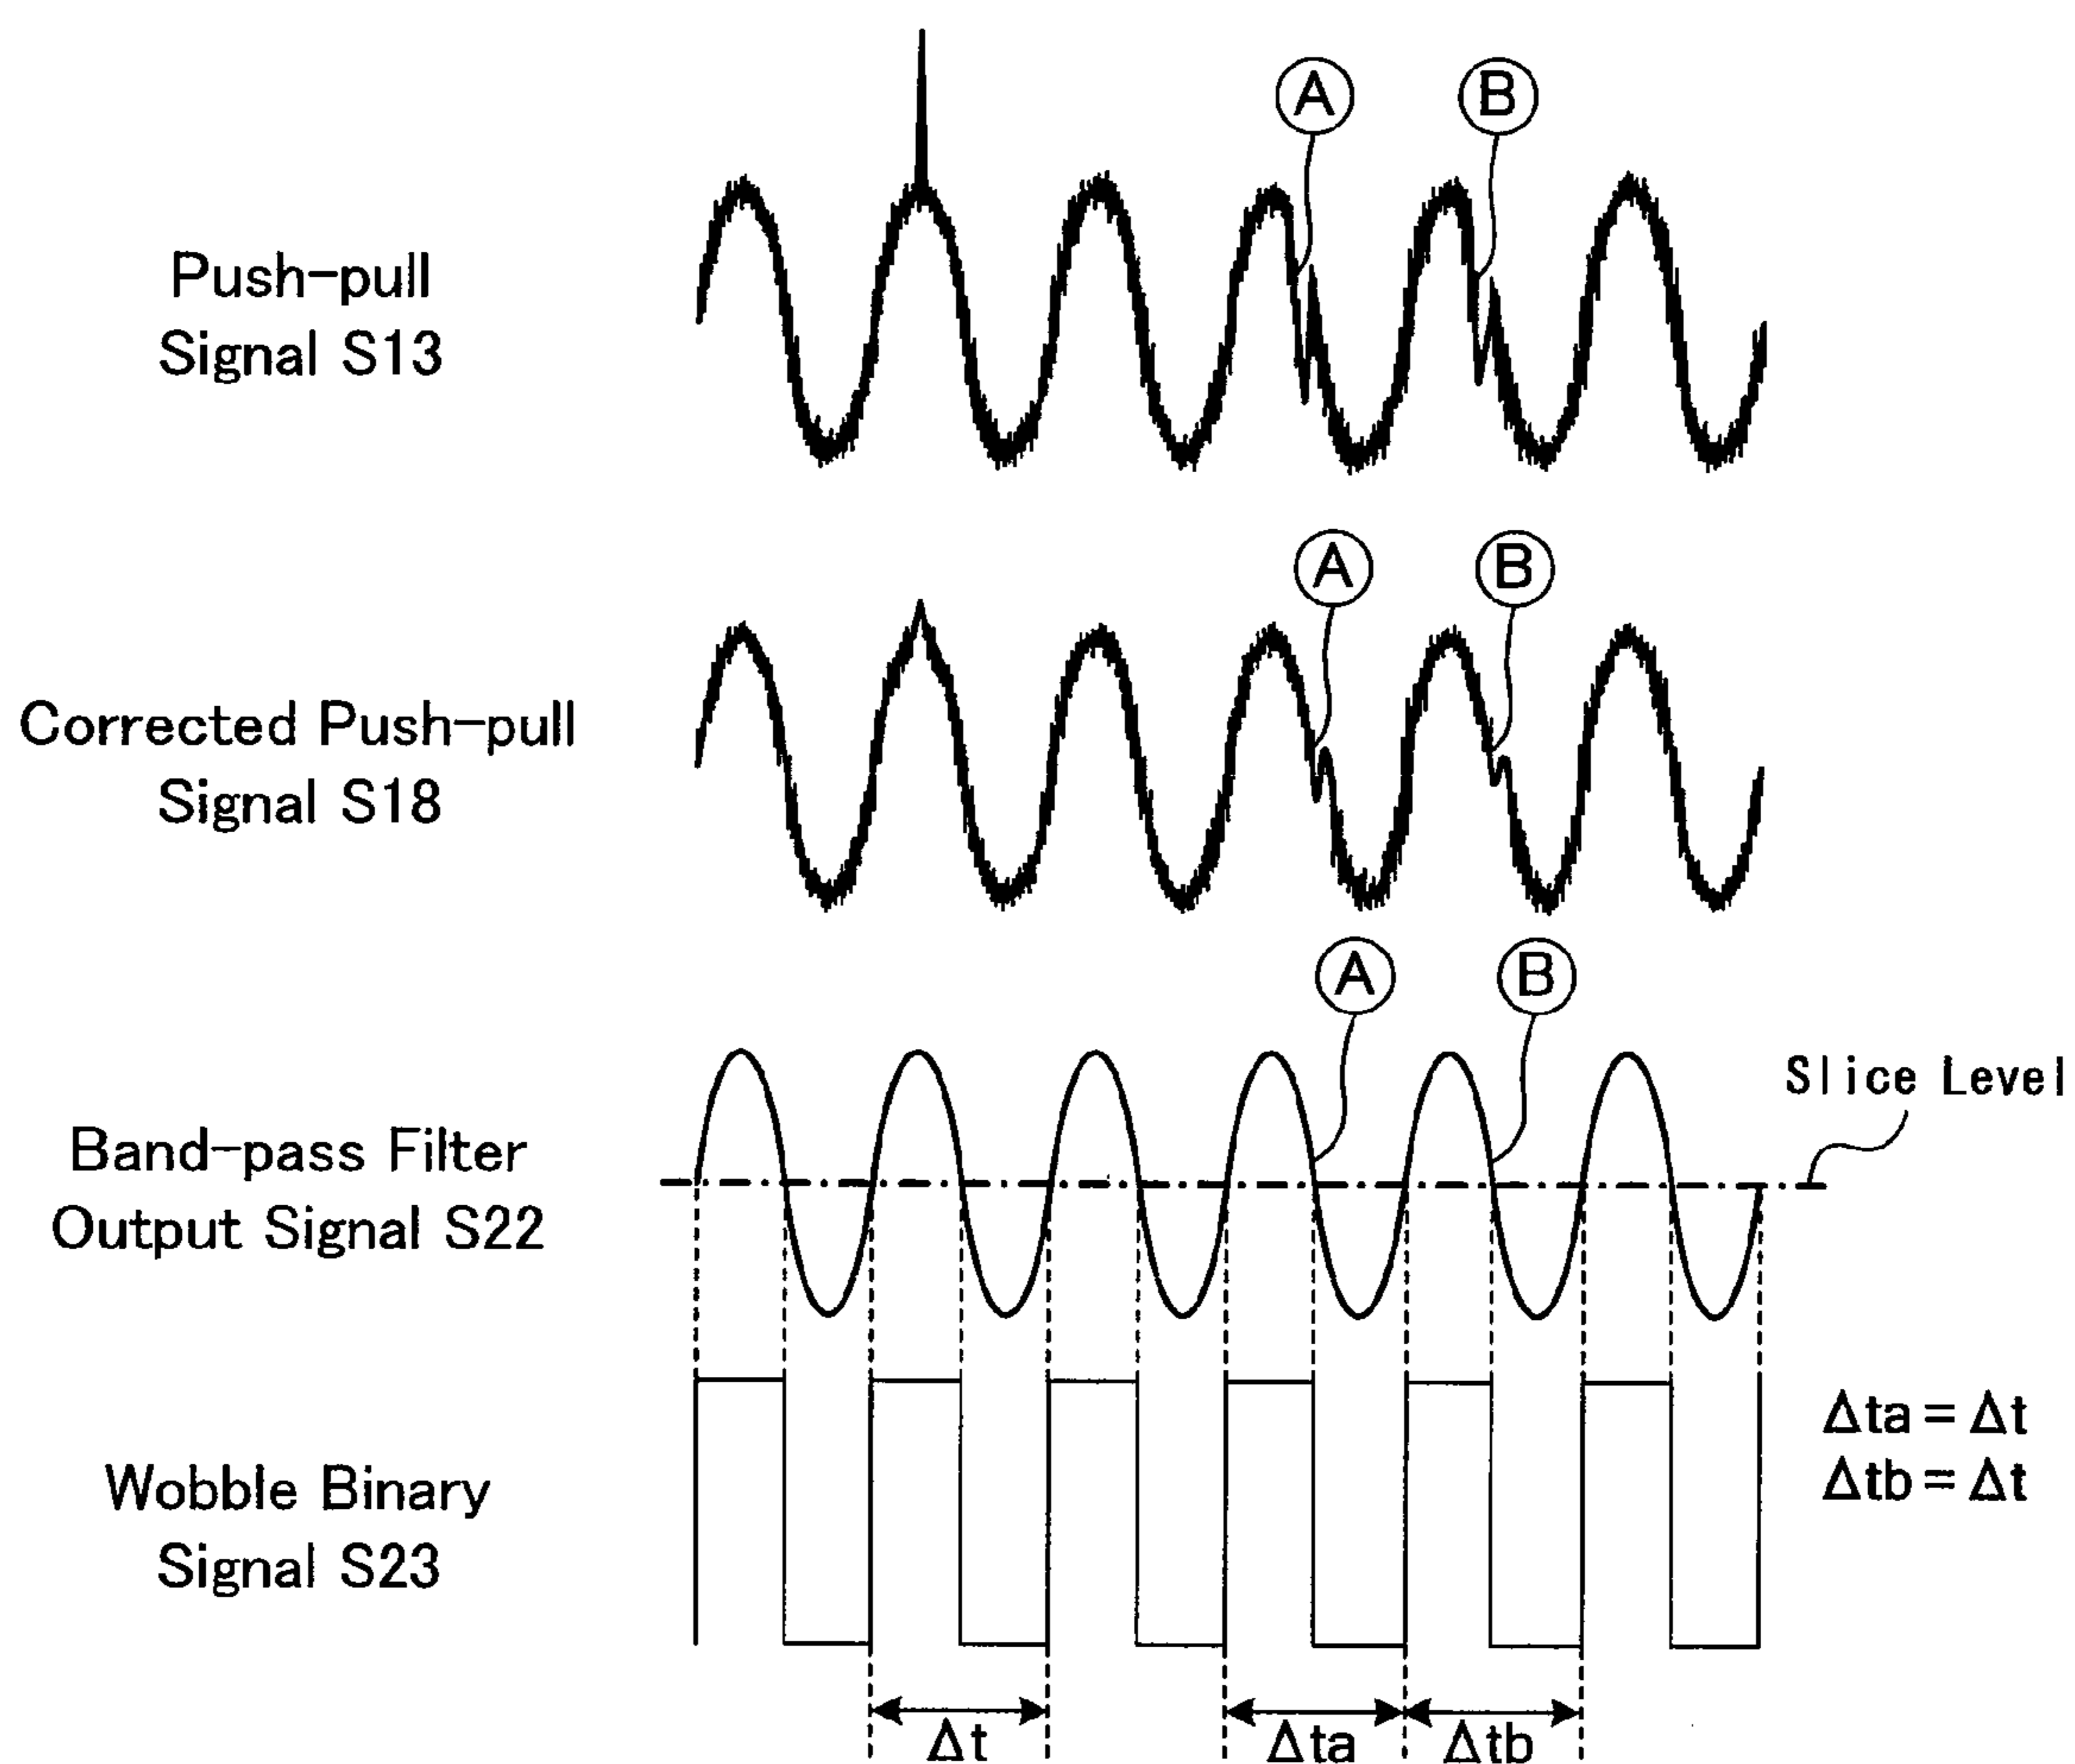 A B
Push-pull
Signal S13
A B
Corrected Push-pull
Signal S18
A B
Slice Level
Band-pass Filter
Output Signal S22
Δta = Δt
Δtb = Δt
Wobble Binary
Signal S23
Δt Δta Δtb